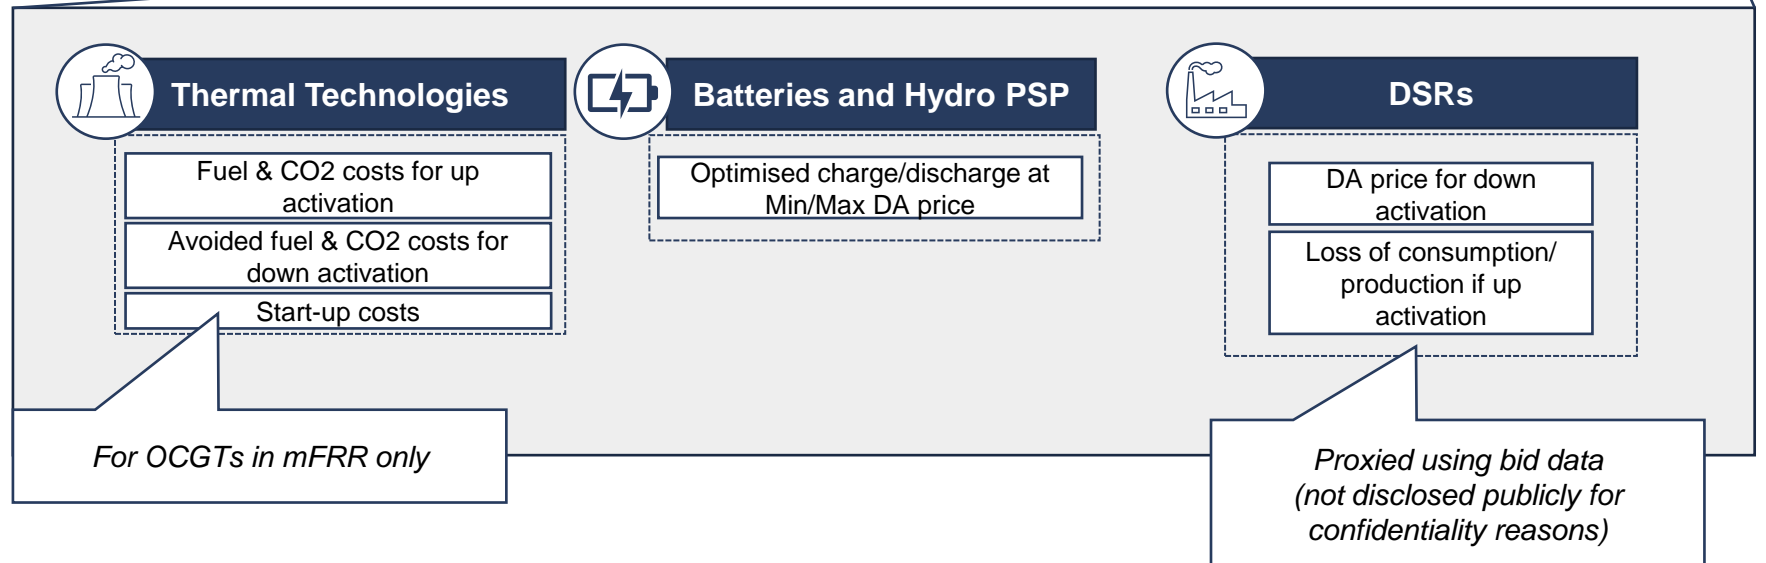 Thermal Technologies
Fuel & CO2 costs for up
activation
Avoided fuel & CO2 costs for
down activation
Start-up costs
For OCGTs in mFRR only
Batteries and Hydro PSP
Optimised charge/discharge at
Min/Max DA price
DSRs
DA price for down
activation
Loss of consumption/
production if up
activation
Proxied using bid data
(not disclosed publicly for
confidentiality reasons)